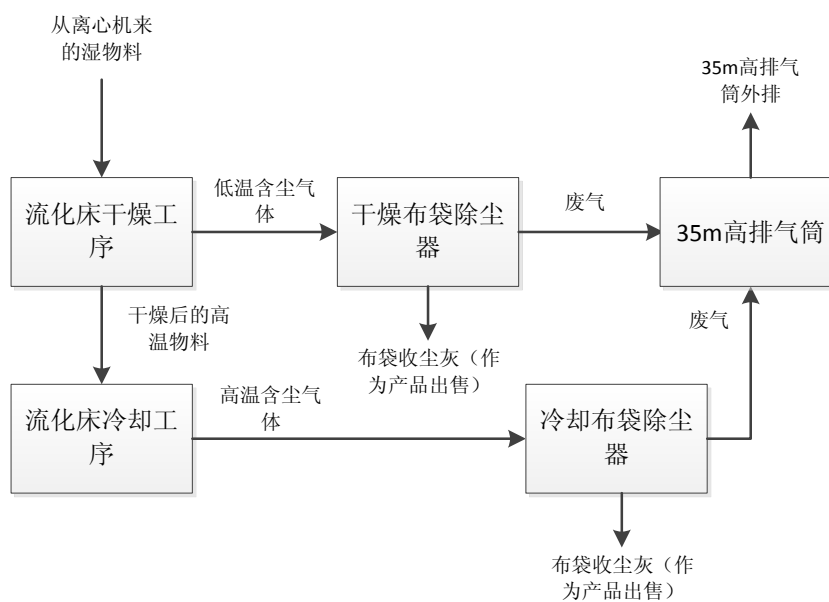 从离心机来
的湿物料
35m高排气
筒外排
流化床干燥工
序
低温含尘气
体
干燥布袋除尘
器
废气
35m高排气筒
干燥后的高
温物料
布袋收尘灰（作
为产品出售）
废气
流化床冷却工
序
高温含尘气
体
冷却布袋除尘
器
布袋收尘灰（作
为产品出售）